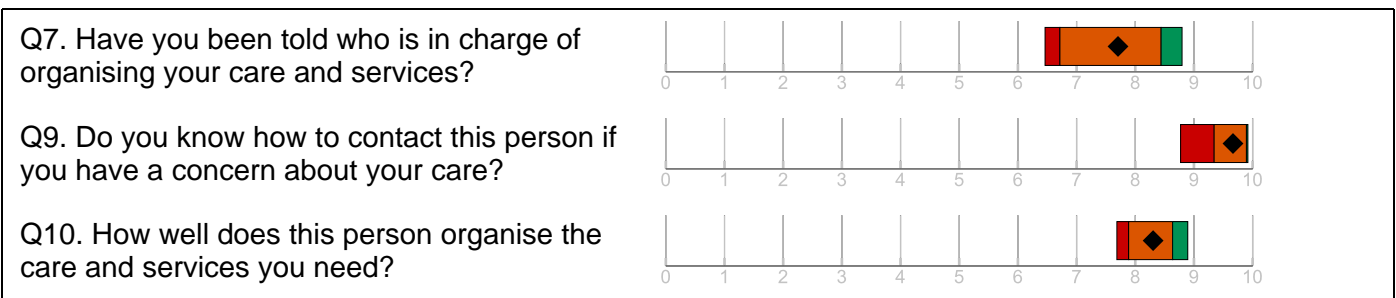 Q7. Have you been told who is in charge of
organising your care and services?
0 1 2 3 4 5 6 7 8 9 10
Q9. Do you know how to contact this person if
you have a concern about your care?
0 1 2 3 4 5 6 7 8 9 10
Q10. How well does this person organise the
care and services you need?
0 1 2 3 4 5 6 7 8 9 10